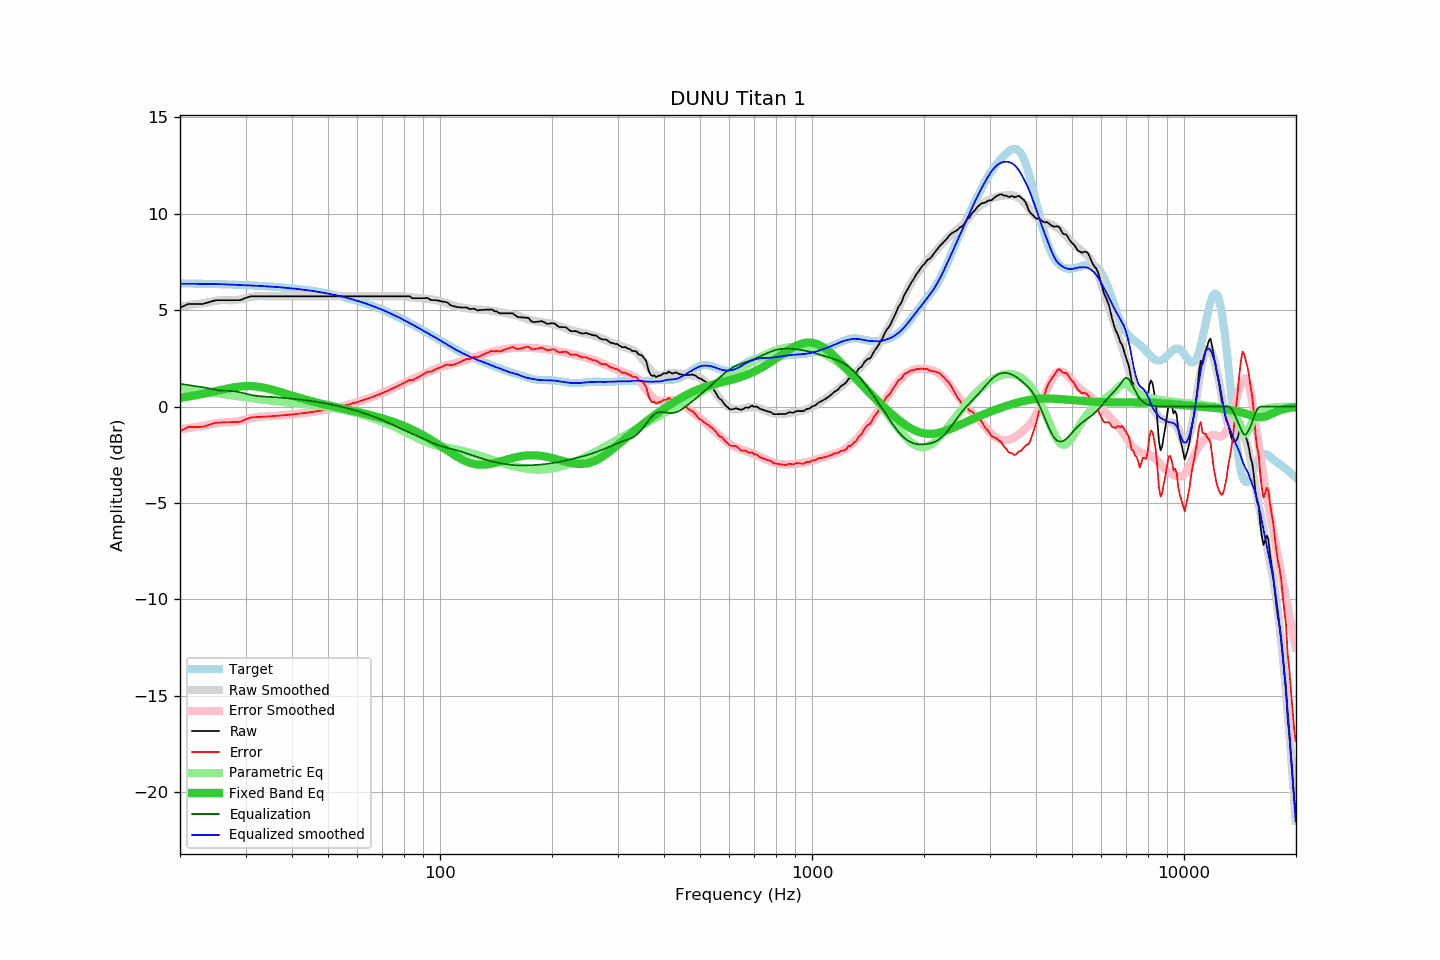 DUNU Titan 1
15
10
5
0
−5
−10
−15
−20
Amplitude (dBr)
Target
Raw Smoothed
Error Smoothed
Raw
Error
Parametric Eq
Fixed Band Eq
Equalization
Equalized smoothed
100
1000
10000
Frequency (Hz)